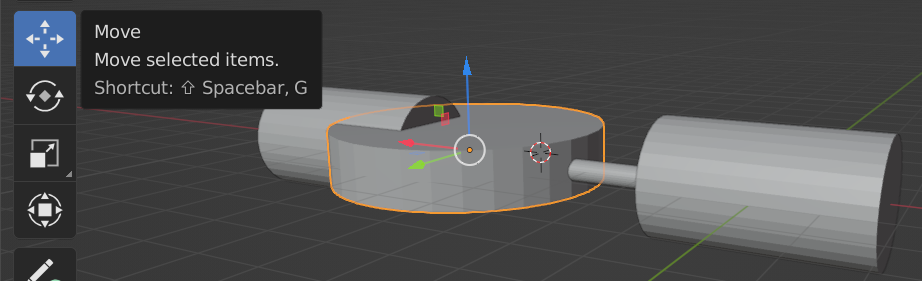 Move
Move selected items.
Shortcut: ⇧ Spacebar, G